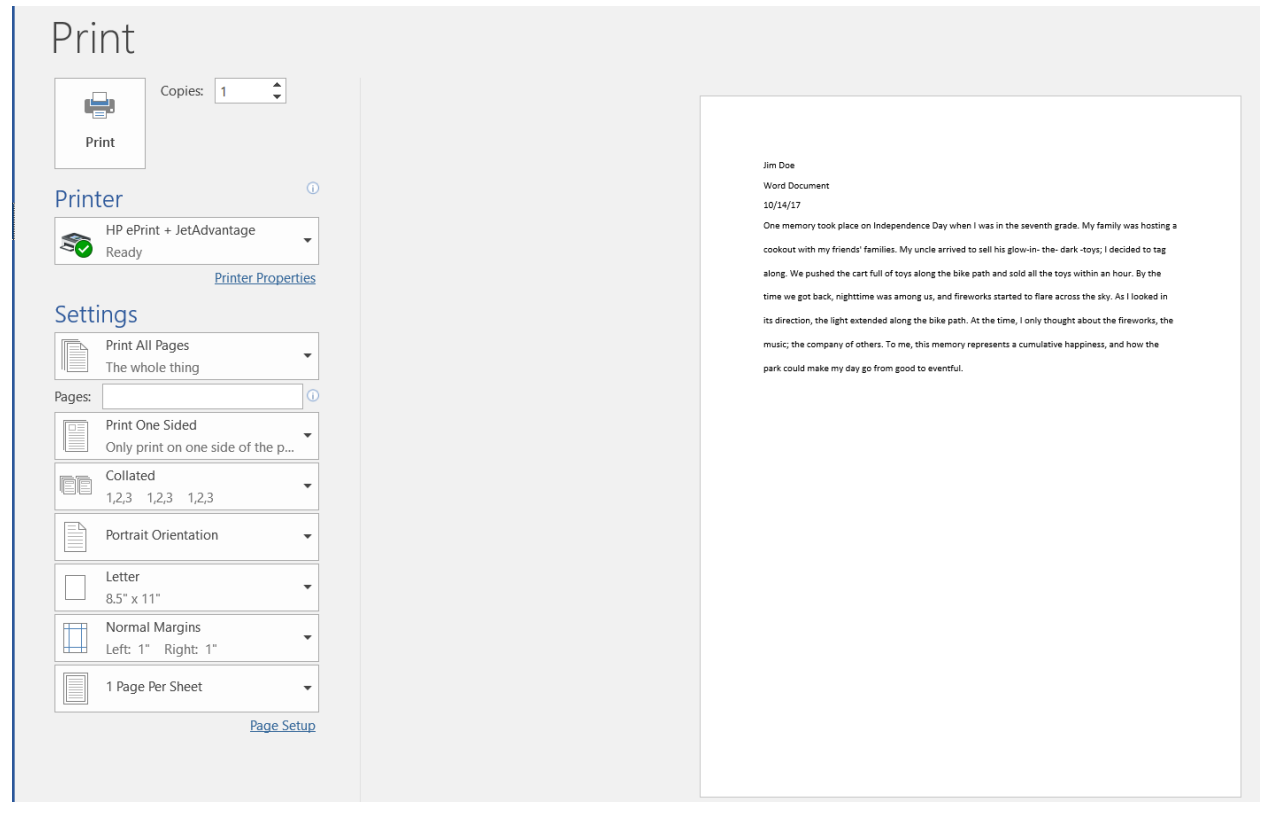 Print
Print
Copies: 1
Printer
HP ePrint + JetAdvantage
Ready
Printer Properties
Settings
Print All Pages
The whole thing
Pages:
Print One Sided
Only print on one side of the p...
Collated
1,2,3 1,2,3 1,2,3
Portrait Orientation
Letter
8.5" x 11"
Normal Margins
Left: 1" Right: 1"
1 Page Per Sheet
Page Setup
Jim Doe
Word Document
10/14/17
One memory took place on Independence Day when I was in the seventh grade. My family was hosting a
cookout with my friends' families. My uncle arrived to sell his glow-in- the- dark -toys; I decided to tag
along. We pushed the cart full of toys along the bike path and sold all the toys within an hour. By the
time we got back, nighttime was among us, and fireworks started to flare across the sky. As I looked in
its direction, the light extended along the bike path. At the time, I only thought about the fireworks, the
music; the company of others. To me, this memory represents a cumulative happiness, and how the
park could make my day go from good to eventful.